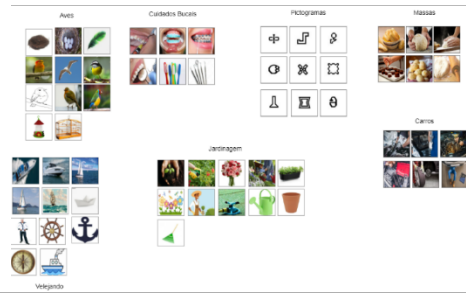 Aves
Cuidados Bucais
Pictogramas
Massas
Carros
Jardinagem
Velejando